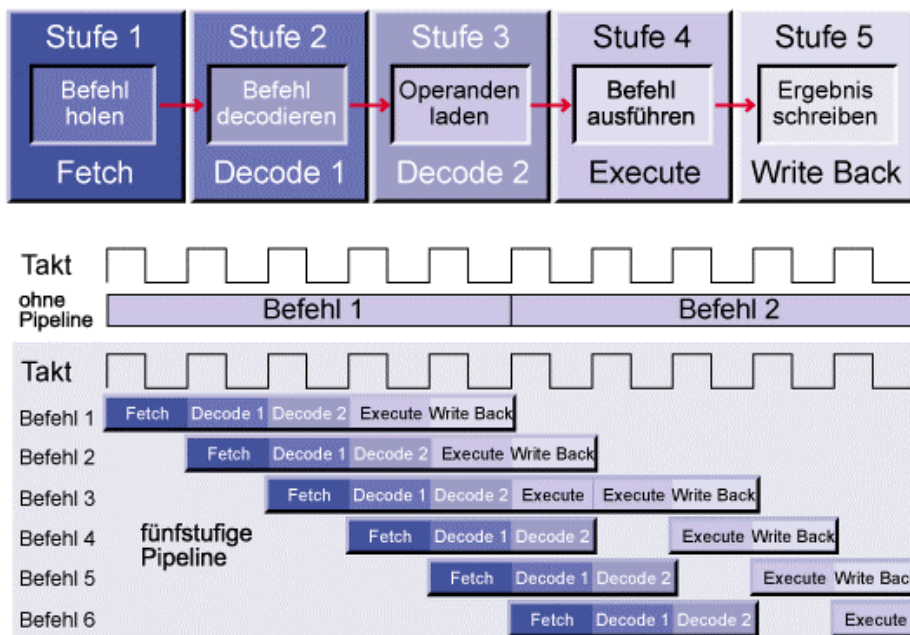 Stufe 1 Stufe 2 Stufe 3 Stufe 4 Stufe 5
Befehl Befehl Operanden Befehl Ergebnis
holen decodieren laden ausführen schreiben
Fetch Decode 1 Decode 2 Execute Write Back
Takt
ohne
Pipeline Befehl 1 Befehl 2
Takt
Befehl 1 Fetch Decode 1 Decode 2 Execute Write Back
Befehl 2 Fetch Decode 1 Decode 2 Execute Write Back
Befehl 3 Fetch Decode 1 Decode 2 Execute Execute Write Back
Befehl 4 Fetch Decode 1 Decode 2 Execute Write Back
fünfstufige
Pipeline
Befehl 5 Fetch Decode 1 Decode 2 Execute Write Back
Befehl 6 Fetch Decode 1 Decode 2 Execute